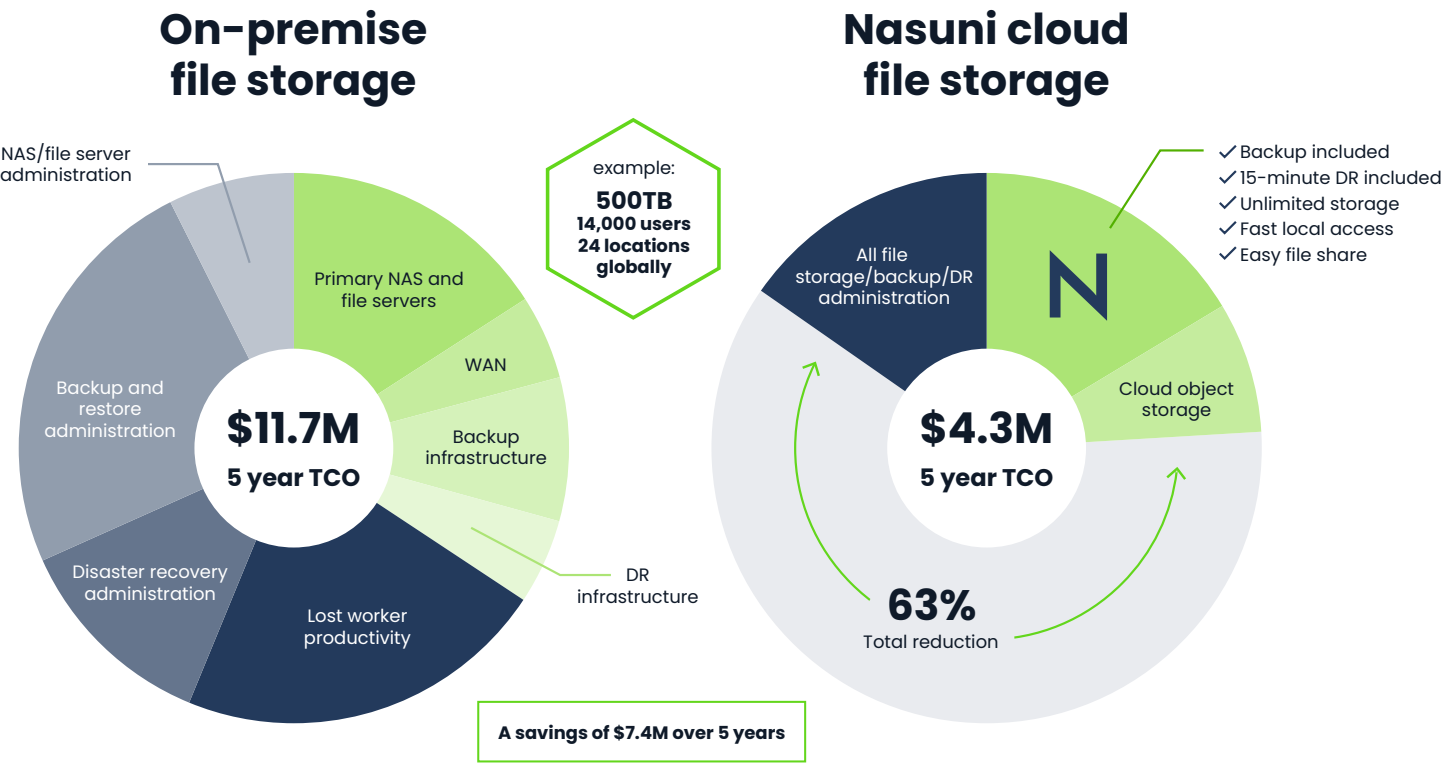 On-premise
file storage
Nasuni cloud
file storage
NAS/file server
administration
example:
500TB
14,000 users
24 locations
globally
Backup included
15-minute DR included
Unlimited storage
Fast local access
Easy file share
Primary NAS and
file servers
WAN
Backup
infrastructure
DR
infrastructure
Lost worker
productivity
Disaster recovery
administration
Backup and
restore
administration
$11.7M
5 year TCO
All file
storage/backup/DR
administration
N
Cloud object
storage
$4.3M
5 year TCO
63%
Total reduction
A savings of $7.4M over 5 years